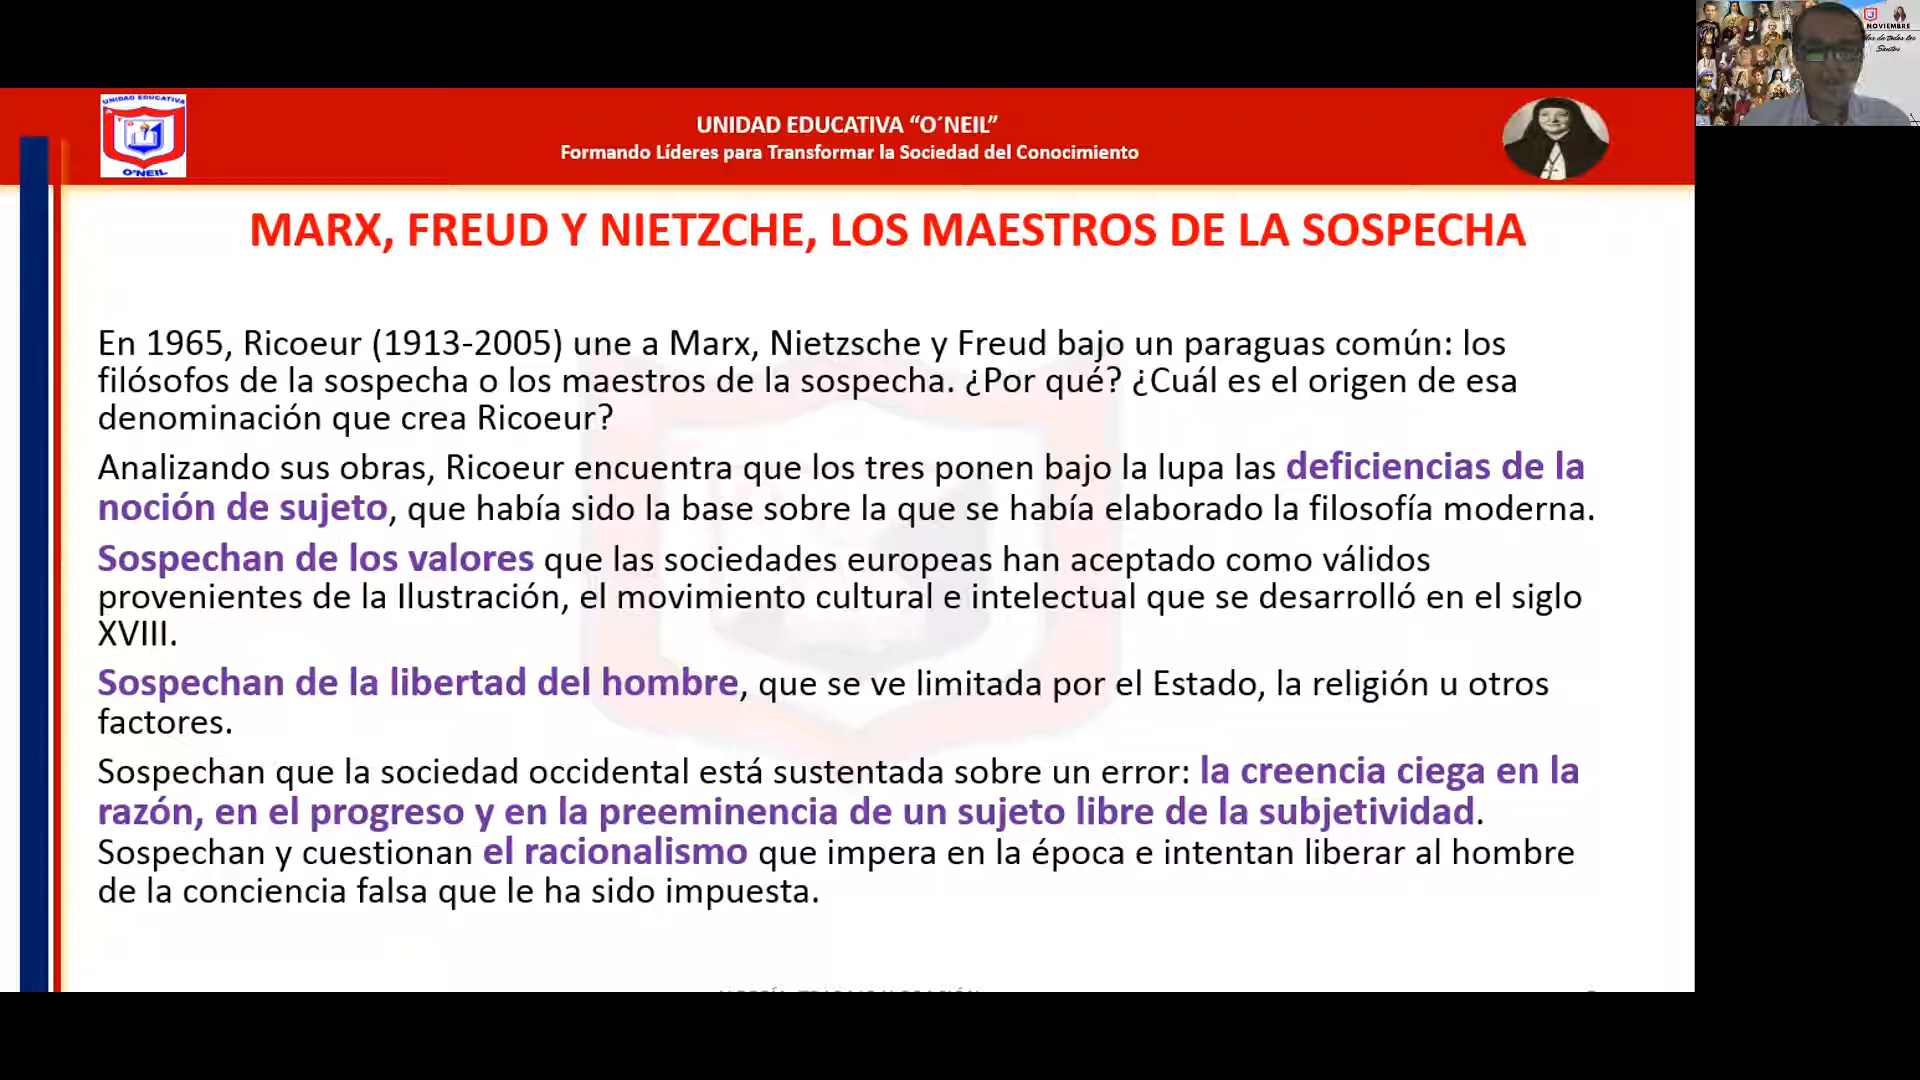 UNIDAD EDUCATIVA
O'NEIL
UNIDAD EDUCATIVA “O´NEIL”
Formando Líderes para Transformar la Sociedad del Conocimiento
NOVIEMBRE
MARX, FREUD Y NIETZCHE, LOS MAESTROS DE LA SOSPECHA
En 1965, Ricoeur (1913-2005) une a Marx, Nietzsche y Freud bajo un paraguas común: los
filósofos de la sospecha o los maestros de la sospecha. ¿Por qué? ¿Cuál es el origen de esa
denominación que crea Ricoeur?
Analizando sus obras, Ricoeur encuentra que los tres ponen bajo la lupa las deficiencias de la
noción de sujeto, que había sido la base sobre la que se había elaborado la filosofía moderna.
Sospechan de los valores que las sociedades europeas han aceptado como válidos
provenientes de la Ilustración, el movimiento cultural e intelectual que se desarrolló en el siglo
XVIII.
Sospechan de la libertad del hombre, que se ve limitada por el Estado, la religión u otros
factores.
Sospechan que la sociedad occidental está sustentada sobre un error: la creencia ciega en la
razón, en el progreso y en la preeminencia de un sujeto libre de la subjetividad.
Sospechan y cuestionan el racionalismo que impera en la época e intentan liberar al hombre
de la conciencia falsa que le ha sido impuesta.